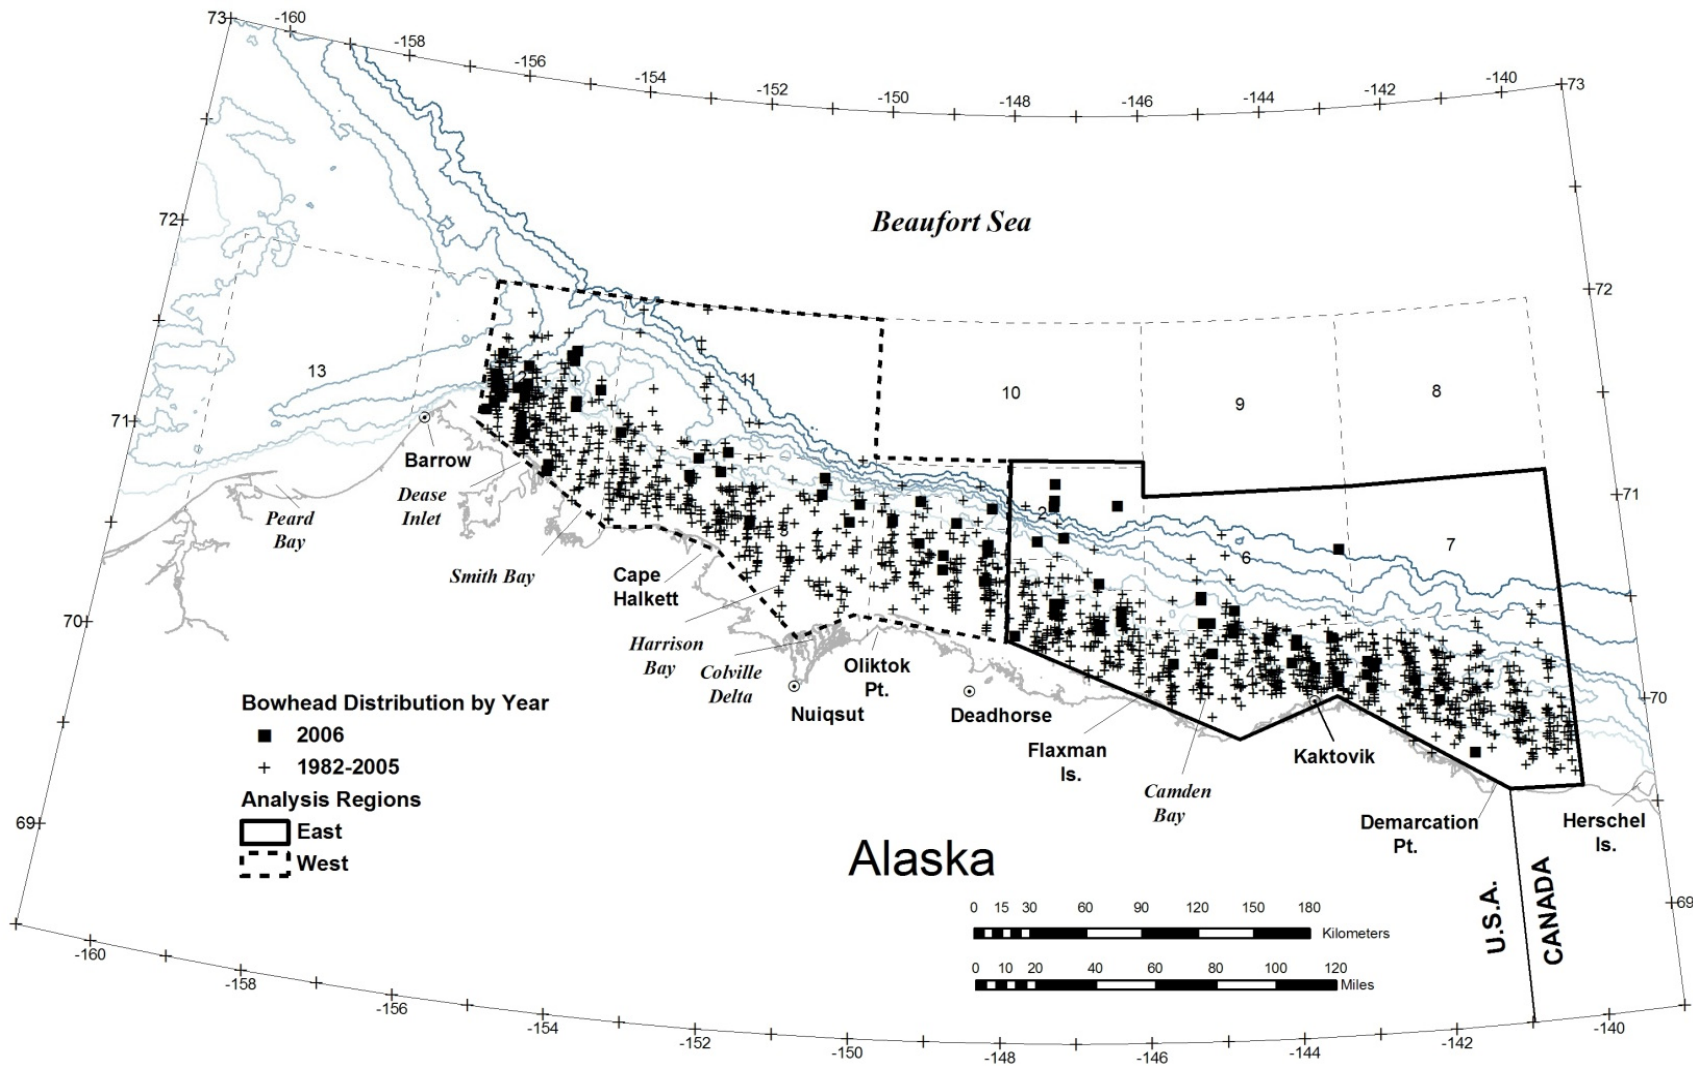 73
-160
-158
-156
-154
-152
-150
-148
-146
-144
-142
-140
73
72
Beaufort Sea
72
13
11
10
9
8
12
71
Barrow
Dease
Inlet
Peard
Bay
Smith Bay
2
6
7
71
3
4
5
Cape
Halkett
70
Harrison
Bay
Colville
Delta
Oliktok
Pt.
Nuiqsut
Deadhorse
Flaxman
Is.
Camden
Bay
Kaktovik
Demarcation
Pt.
Herschel
Is.
70
Bowhead Distribution by Year
2006
1982-2005
Analysis Regions
East
West
69
Alaska
U.S.A.
CANADA
69
0 15 30 60 90 120 150 180
Kilometers
0 10 20 40 60 80 100 120
Miles
-160
-158
-156
-154
-152
-150
-148
-146
-144
-142
-140